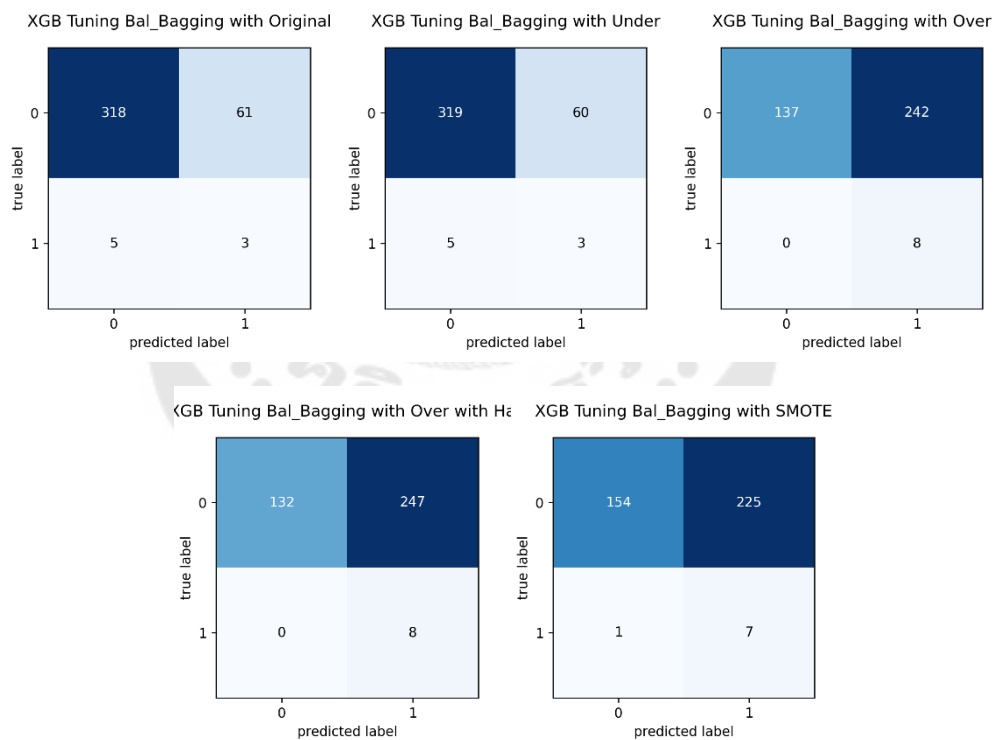 XGB Tuning Bal_Bagging with Original
0
318
61
true label
1
5
3
0
1
predicted label
XGB Tuning Bal_Bagging with Under
0
319
60
true label
1
5
3
0
1
predicted label
XGB Tuning Bal_Bagging with Over
0
137
242
true label
1
0
8
0
1
predicted label
XGB Tuning Bal_Bagging with Over with Ha
0
132
247
true label
1
0
8
0
1
predicted label
XGB Tuning Bal_Bagging with SMOTE
0
154
225
true label
1
1
7
0
1
predicted label